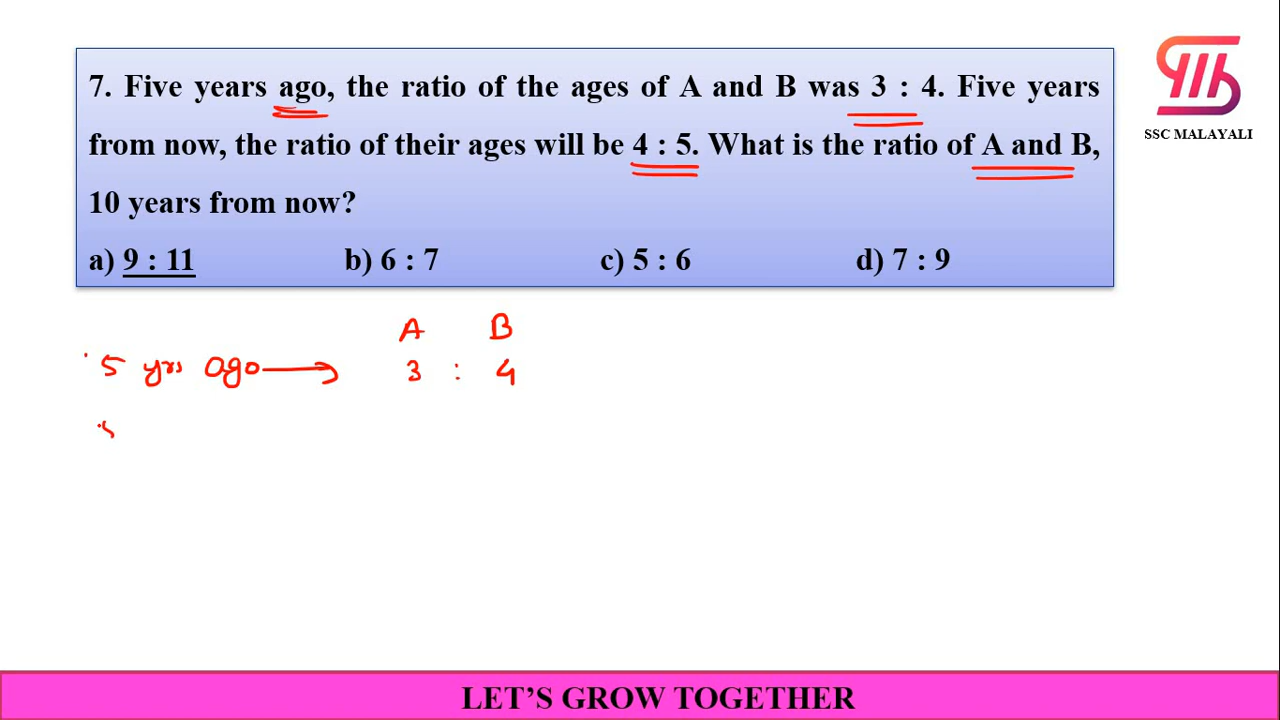 7. Five years ago, the ratio of the ages of A and B was 3 : 4. Five years
from now, the ratio of their ages will be 4 : 5. What is the ratio of A and B,
10 years from now?
a) 9 : 11 b) 6 : 7 c) 5 : 6 d) 7 : 9
SSC MALAYALI
A B
5 yrs ago → 3 : 4
LET'S GROW TOGETHER